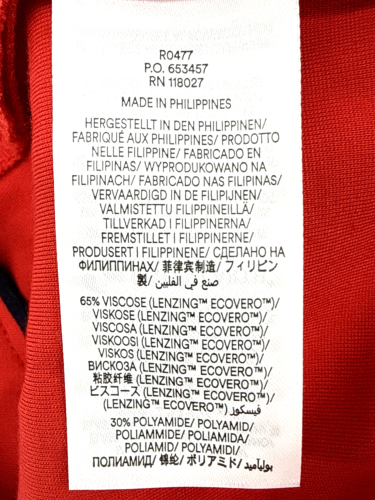 R0477
P.O. 653457
RN 118027
MADE IN PHILIPPINES
HERGESTELLT IN DEN PHILIPPINEN/
FABRIQUÉ AUX PHILIPPINES/ PRODOTTO
NELLE FILIPPINE/ FABRICADO EN
FILIPINAS/ WYPRODUKOWANO NA
FILIPINACH/ FABRICADO NAS FILIPINAS/
VERVAARDIGD IN DE FILIPIJNEN/
VALMISTETTU FILIPPIINEILLÄ/
TILLVERKAD I FILIPPINERNA/
FREMSTILLET I FILIPPINERNE/
PRODUSERT I FILIPPINENE/ СДЕЛАНО НА
ФИЛИППИНАХ/ 菲律宾制造/ フィリピン
製/ صنع في الفلبين
65% VISCOSE (LENZING™ ECOVERO™)/
VISKOSE (LENZING™ ECOVERO™)/
VISCOSA (LENZING™ ECOVERO™)/
VISKOOSI (LENZING™ ECOVERO™)/
VISKOS (LENZING™ ECOVERO™)/
ВИСКОЗА (LENZING™ ECOVERO™)/
粘胶纤维 (LENZING™ ECOVERO™)/
ビスコース (LENZING™ ECOVERO™)/
(LENZING™ ECOVERO™) فيسكوز
30% POLYAMIDE/ POLYAMID/
POLIAMMIDE/ POLIAMIDA/
POLIAMID/ POLYAMIDI/
ПОЛИАМИД/ 锦纶/ ポリアミド/ بولياميد